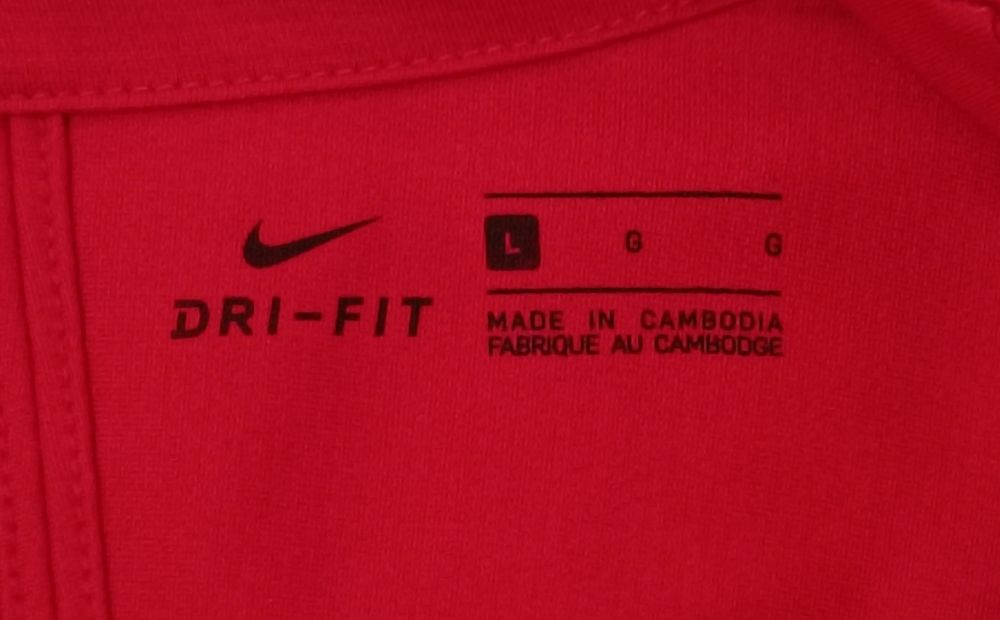 DRI-FIT
L G G
MADE IN CAMBODIA
FABRIQUE AU CAMBODGE